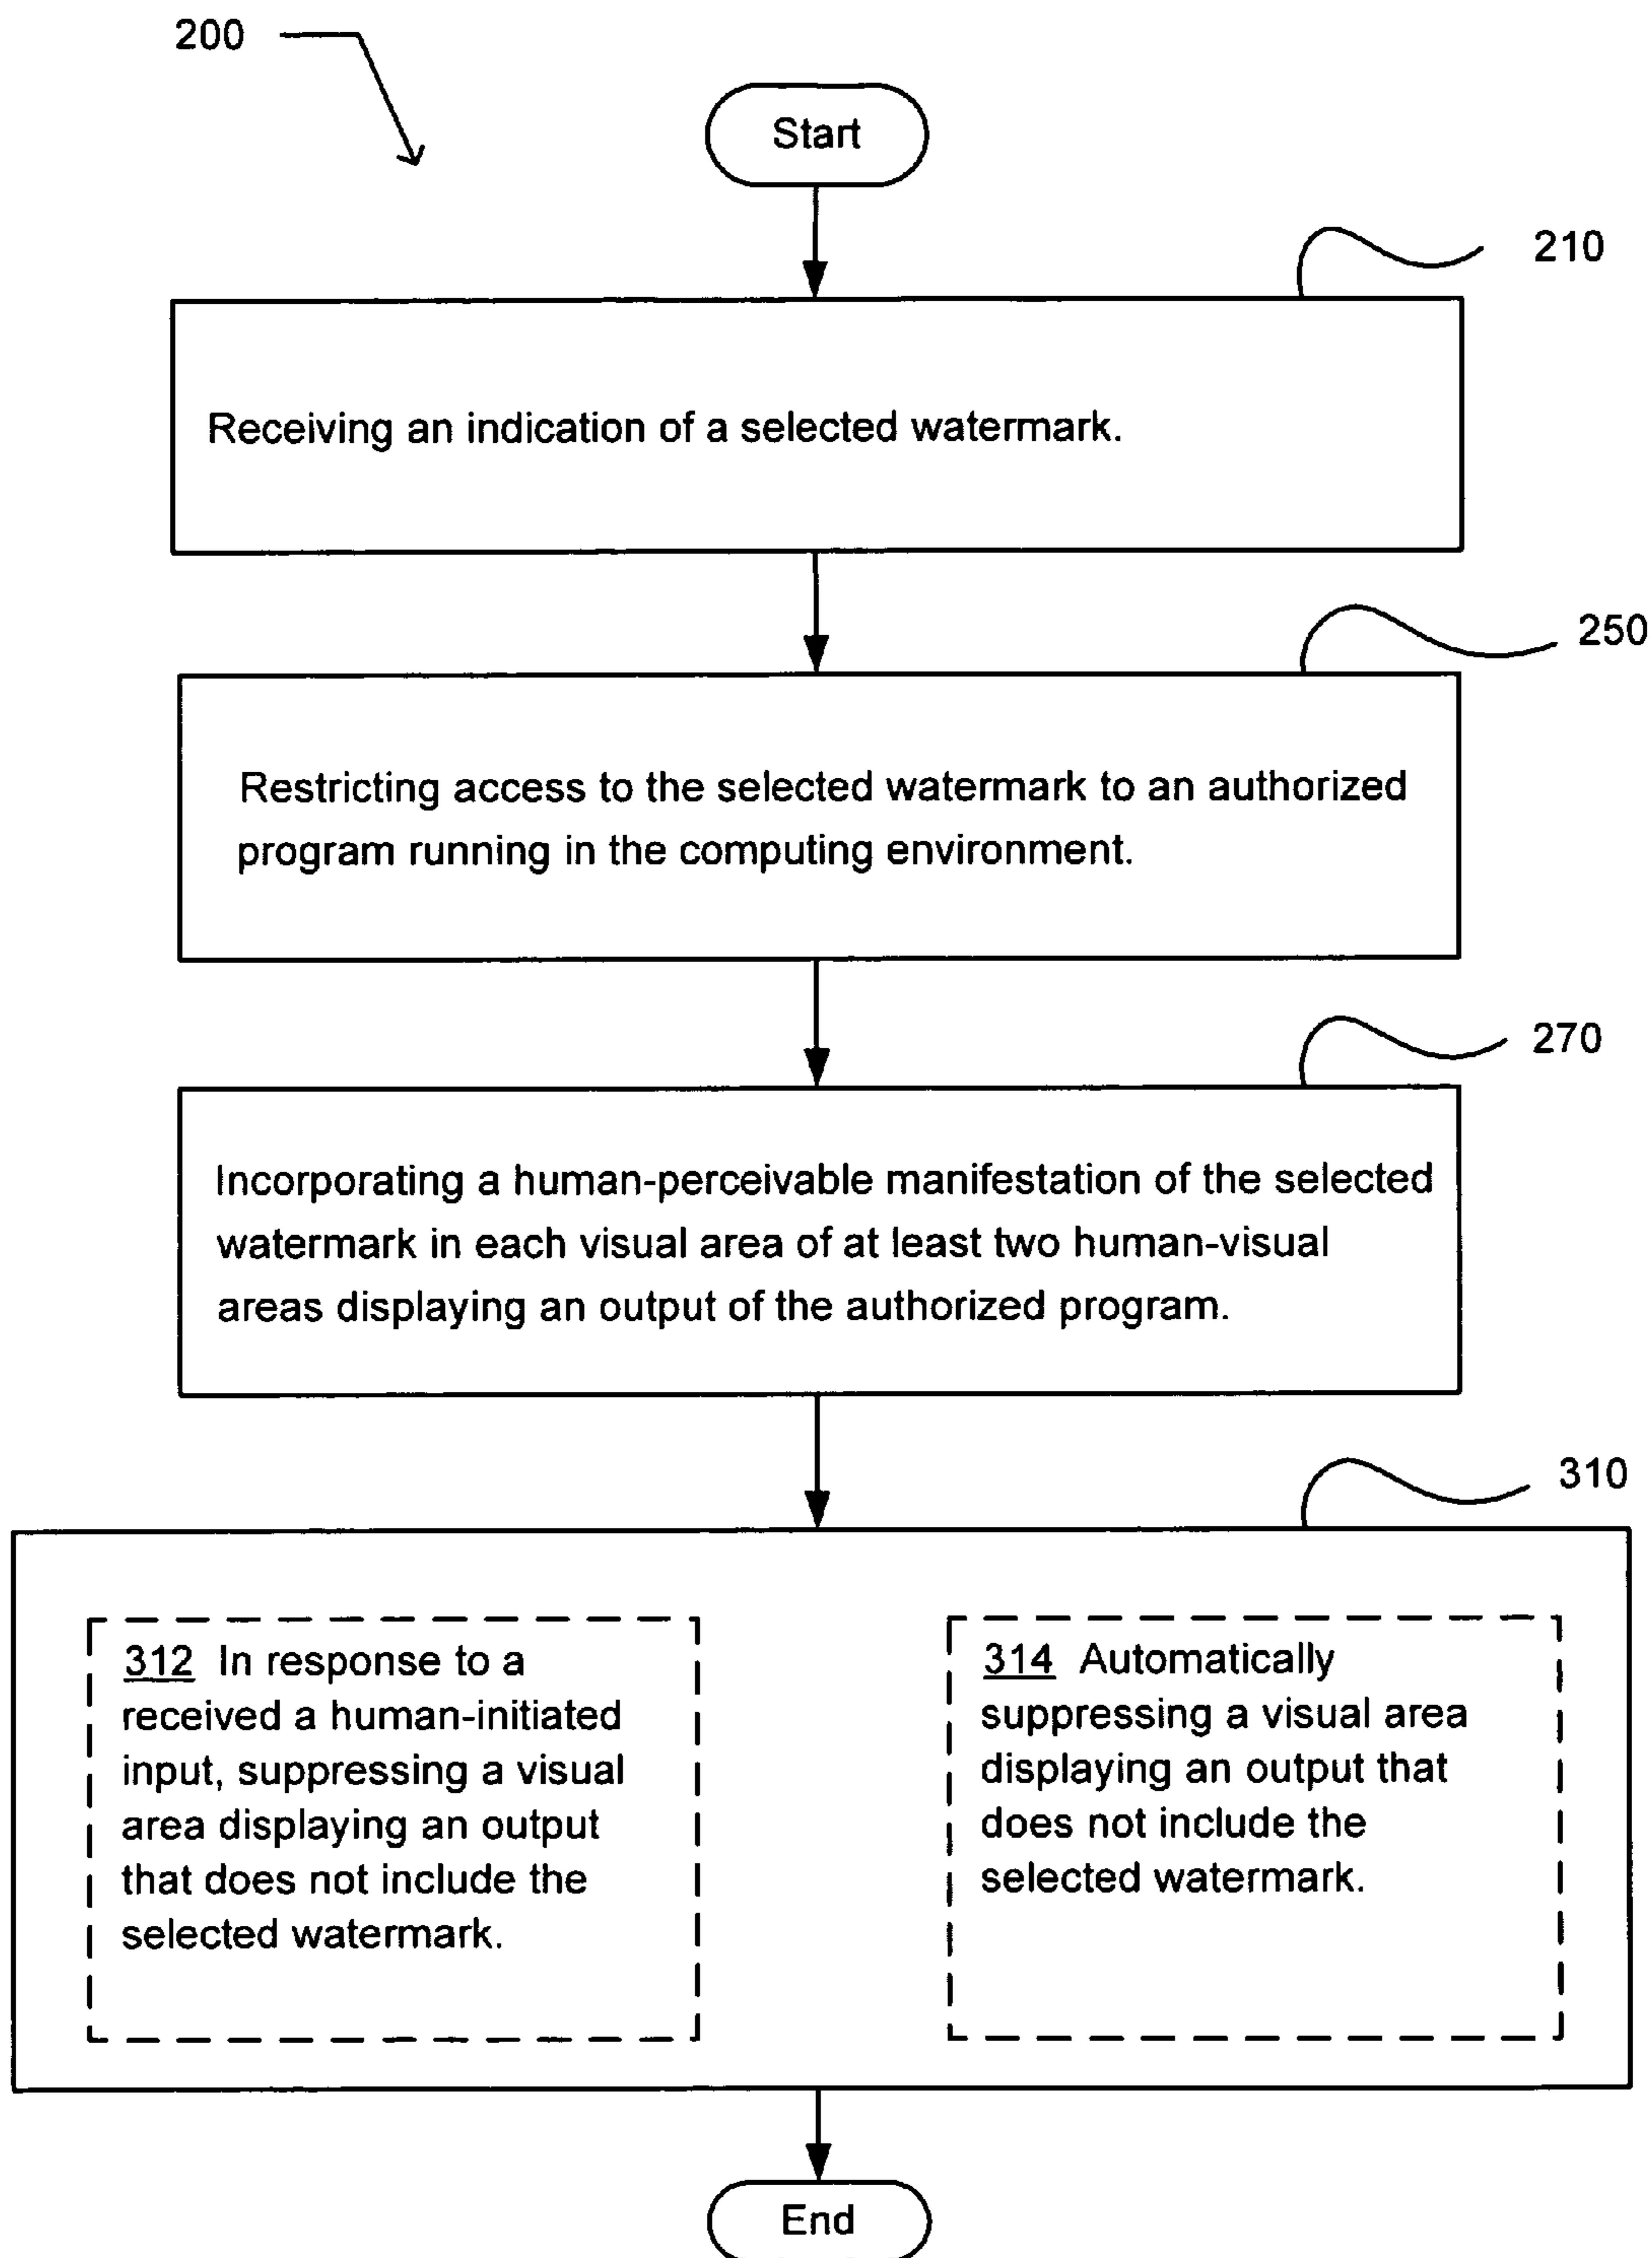 200
Start
210
Receiving an indication of a selected watermark.
250
Restricting access to the selected watermark to an authorized
program running in the computing environment.
270
Incorporating a human-perceivable manifestation of the selected
watermark in each visual area of at least two human-visual
areas displaying an output of the authorized program.
310
312 In response to a
received a human-initiated
input, suppressing a visual
area displaying an output
that does not include the
selected watermark.
314 Automatically
suppressing a visual area
displaying an output that
does not include the
selected watermark.
End